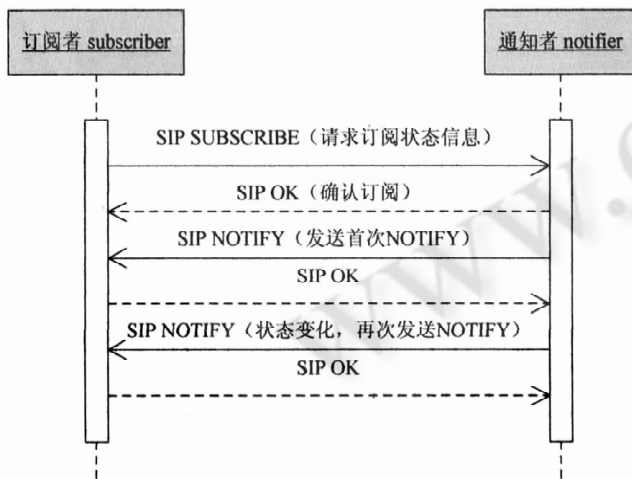 订阅者 subscriber
通知者 notifier
SIP SUBSCRIBE（请求订阅状态信息）
SIP OK（确认订阅）
SIP NOTIFY（发送首次NOTIFY）
SIP OK
SIP NOTIFY（状态变化，再次发送NOTIFY）
SIP OK